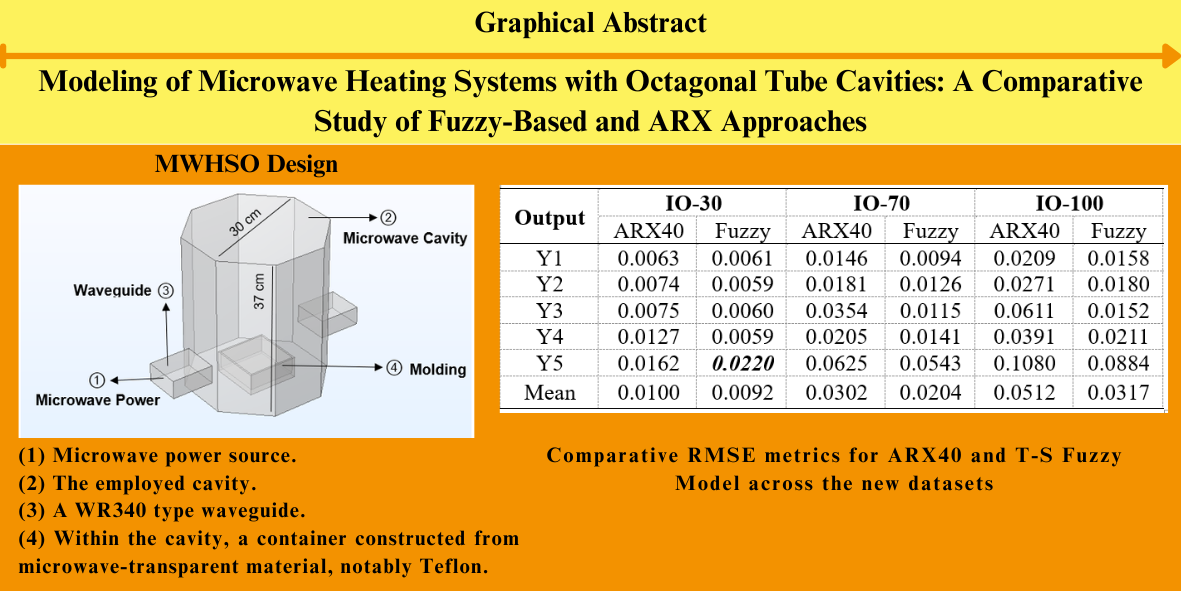 Graphical Abstract
Modeling of Microwave Heating Systems with Octagonal Tube Cavities: A Comparative
Study of Fuzzy-Based and ARX Approaches
MWHSO Design
30 cm
②
Microwave Cavity
37 cm
Waveguide ③
④ Molding
①
Microwave Power
(1) Microwave power source.
(2) The employed cavity.
(3) A WR340 type waveguide.
(4) Within the cavity, a container constructed from
microwave-transparent material, notably Teflon.
Output IO-30 IO-70 IO-100
ARX40 Fuzzy ARX40 Fuzzy ARX40 Fuzzy
Y1 0.0063 0.0061 0.0146 0.0094 0.0209 0.0158
Y2 0.0074 0.0059 0.0181 0.0126 0.0271 0.0180
Y3 0.0075 0.0060 0.0354 0.0115 0.0611 0.0152
Y4 0.0127 0.0059 0.0205 0.0141 0.0391 0.0211
Y5 0.0162 0.0220 0.0625 0.0543 0.1080 0.0884
Mean 0.0100 0.0092 0.0302 0.0204 0.0512 0.0317
Comparative RMSE metrics for ARX40 and T-S Fuzzy
Model across the new datasets